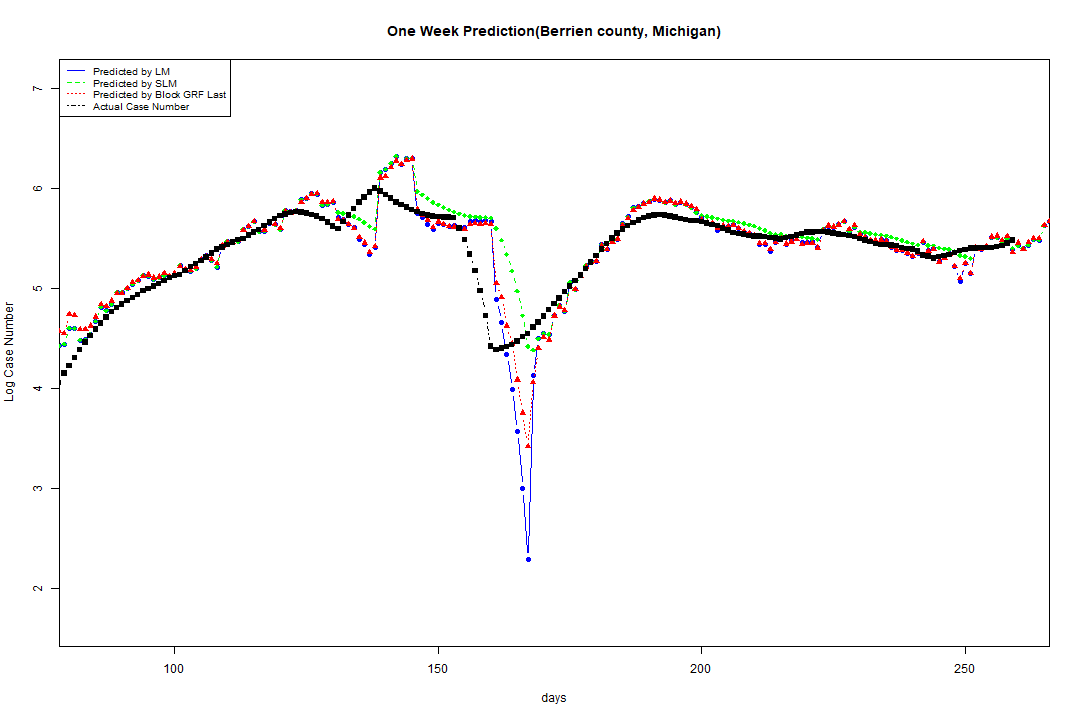 One Week Prediction(Berrien county, Michigan)
Predicted by LM
Predicted by SLM
Predicted by Block GRF Last
Actual Case Number
Log Case Number
7
6
5
4
3
2
100
150
200
250
days